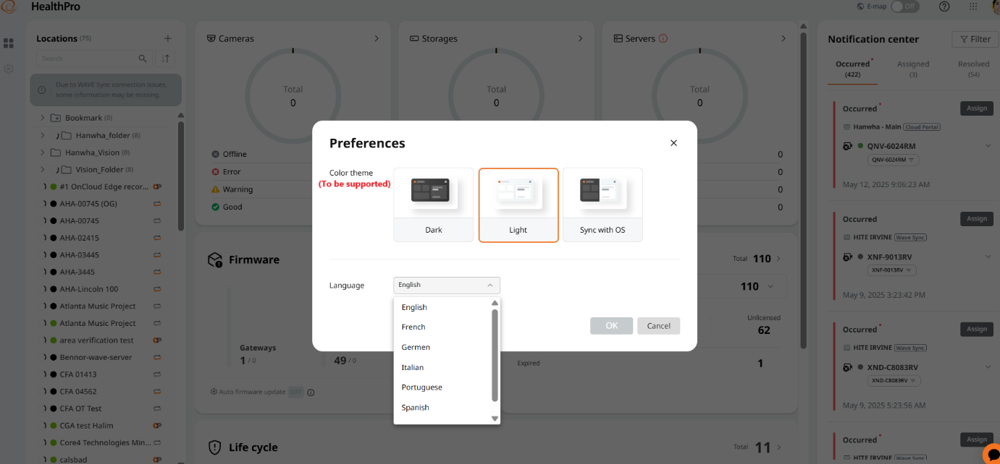 HealthPro
E-map
Off
Locations (75)
Search
Due to WAVE Sync connection issues,
some information may be missing.
Bookmark (0)
Hanwha_folder (8)
Hanwha_Vision (0)
Vision_Folder (8)
#1 OnCloud Edge recor...
AHA-00745 (OG)
AHA-00745
AHA-02415
AHA-03445
AHA-3445
AHA-Lincoln 100
Atlanta Music Project
Atlanta Music Project
area verification test
Bennor-wave-server
CFA 01413
CFA 04562
CFA OT Test
CGA test Halim
Core4 Technologies Min...
calsbad
Cameras
Total
0
Offline
Error
Warning
Good
Storages
Total
0
Servers
Total
0
0
0
0
0
Preferences
Color theme
(To be supported)
Dark
Light
Sync with OS
Language
English
English
French
Germen
Italian
Portuguese
Spanish
OK
Cancel
Firmware
Gateways
1 / 0
49 / 0
Auto firmware update
OFF
Total 110
110
Unlicensed
62
Expired
1
Life cycle
Total 11
Notification center
Filter
Occurred
(422)
Assigned
(3)
Resolved
(54)
Occurred
Assign
Hanwha - Main
Cloud Portal
QNV-6024RM
QNV-6024RM
May 12, 2025 9:06:23 AM
Occurred
Assign
HITE IRVINE
Wave Sync
XNF-9013RV
XNF-9013RV
May 9, 2025 3:23:42 PM
Occurred
Assign
HITE IRVINE
Wave Sync
XND-C8083RV
XND-C8083RV
May 9, 2025 5:23:56 AM
Occurred
Assign
HITE IRVINE
Wave Sync